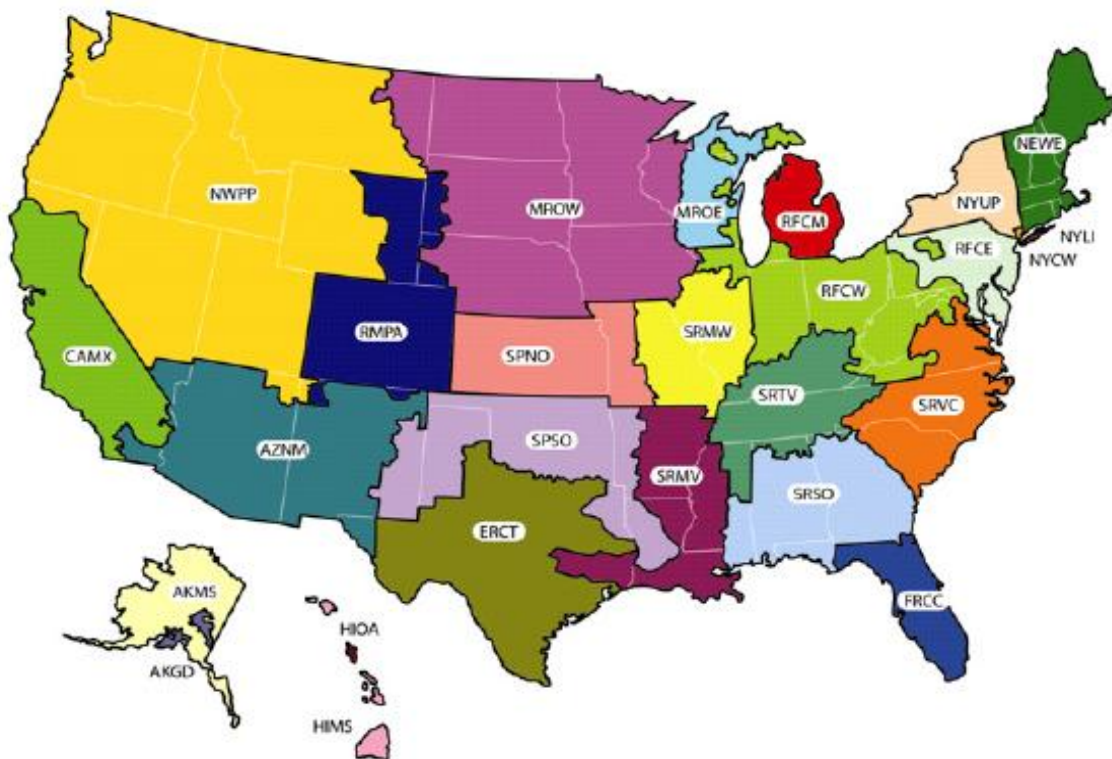 NEWE
NWPP
MROW
MROE
NYUP
RFCM
NYLI
RFCE
NYCW
RFCW
RMPA
SRMW
CAMX
SPNO
SRTV
SRVC
SPSO
AZNM
SRMV
SRSO
ERCT
AKMS
FRCC
HIOA
AKGD
HIMS